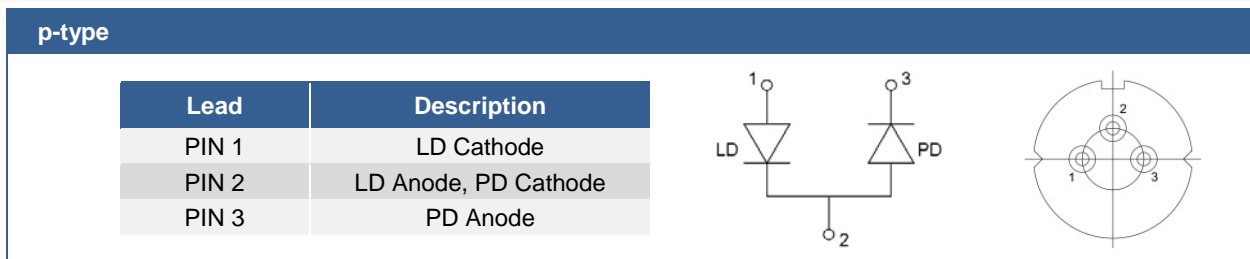 p-type
Lead Description
PIN 1 LD Cathode
PIN 2 LD Anode, PD Cathode
PIN 3 PD Anode
1 3
LD PD
2
2
1 3